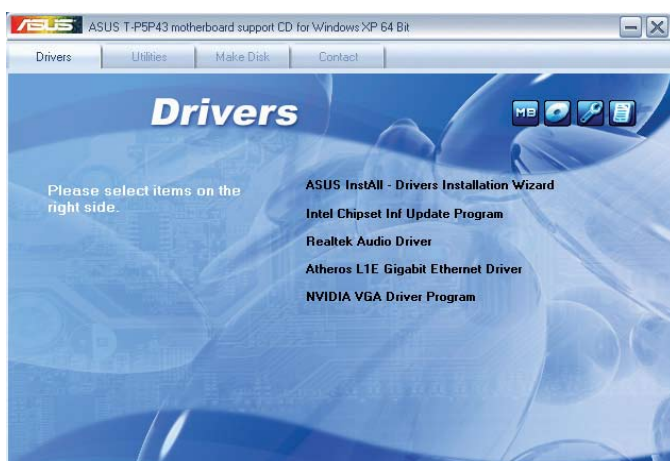 ASUS ASUS T-P5P43 motherboard support CD for Windows XP 64 Bit
Drivers Utilities Make Disk Contact
Drivers
MB
Please select items on the
right side.
ASUS InstAll - Drivers Installation Wizard
Intel Chipset Inf Update Program
Realtek Audio Driver
Atheros L1E Gigabit Ethernet Driver
NVIDIA VGA Driver Program